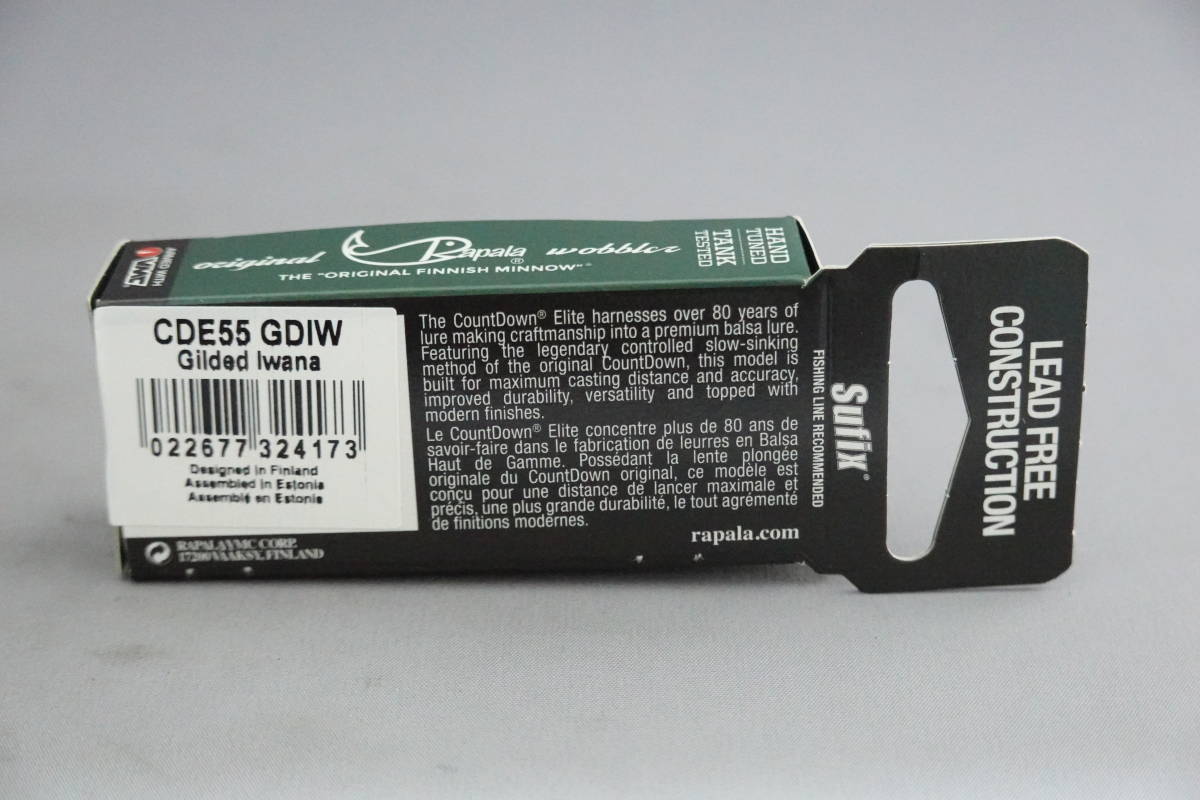 ARMED WITH
VMC
original Rapala® wobbler
THE "ORIGINAL FINNISH MINNOW"®
HAND
TUNED
TANK
TESTED
CDE55 GDIW
Gilded Iwana
022677 324173
Designed in Finland
Assembled in Estonia
Assemblé en Estonie
The CountDown® Elite harnesses over 80 years of
lure making craftmanship into a premium balsa lure.
Featuring the legendary controlled slow-sinking
method of the original CountDown, this model is
built for maximum casting distance and accuracy,
improved durability, versatility and topped with
modern finishes.
Le CountDown® Elite concentre plus de 80 ans de
savoir-faire dans le fabrication de leurres en Balsa
Haut de Gamme. Possédant la lente plongée
originale du CountDown original, ce modèle est
conçu pour une distance de lancer maximale et
précis, une plus grande durabilité, le tout agrémenté
de finitions modernes.
RAPALA VMC CORP.
17200 VAAKSY, FINLAND
rapala.com
FISHING LINE RECOMMENDED
Sufix®
LEAD FREE
CONSTRUCTION